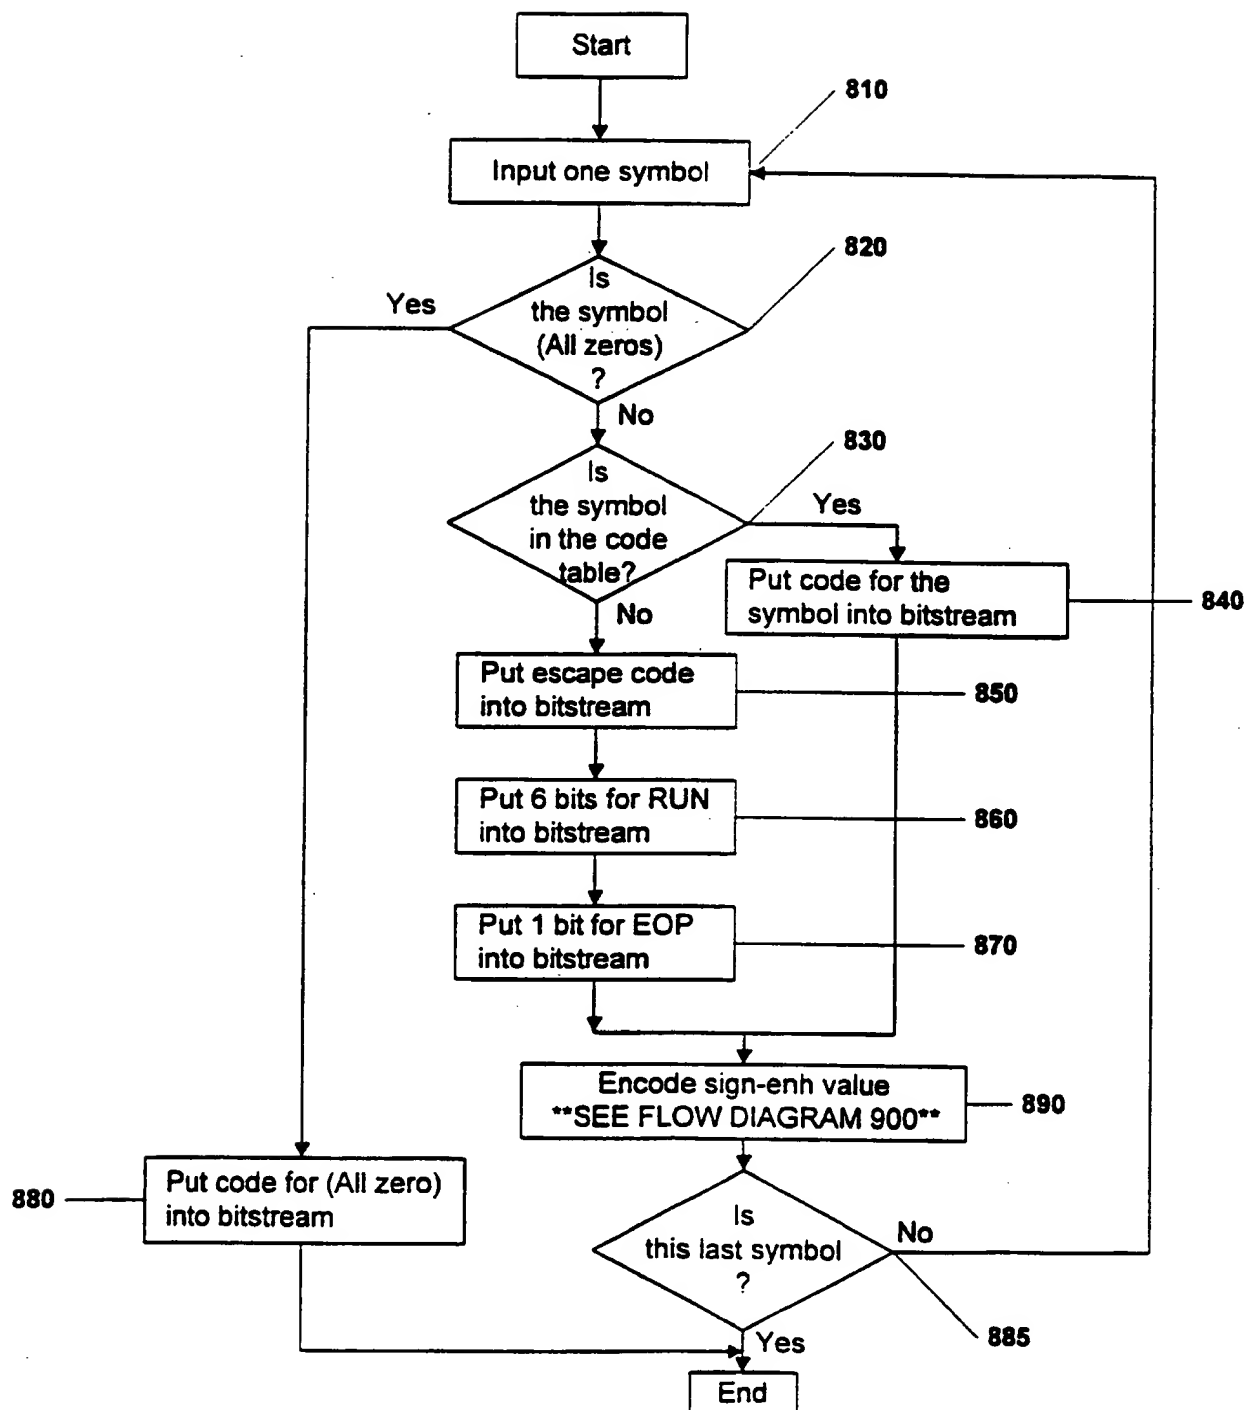 Start
810
Input one symbol
820
Is
the symbol
(All zeros)
?
Yes
No
830
Is
the symbol
in the code
table?
Yes
No
Put code for the
symbol into bitstream
840
Put escape code
into bitstream
850
Put 6 bits for RUN
into bitstream
860
Put 1 bit for EOP
into bitstream
870
Encode sign-enh value
**SEE FLOW DIAGRAM 900**
890
880
Put code for (All zero)
into bitstream
Is
this last symbol
?
No
885
Yes
End